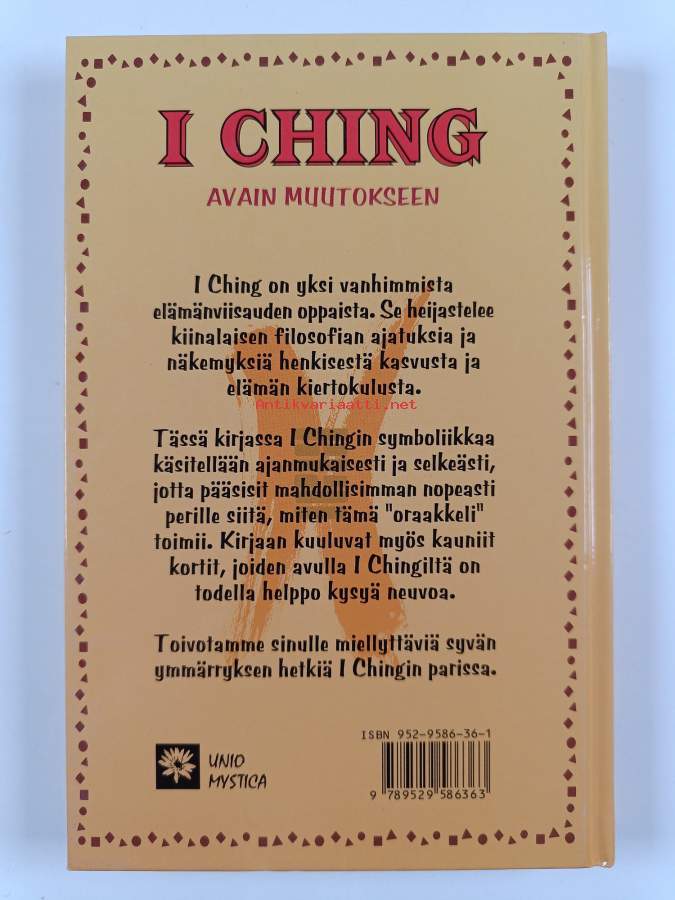 I CHING
AVAIN MUUTOKSEEN
I Ching on yksi vanhimmista
elämänviisauden oppaista. Se heijastelee
kiinalaisen filosofian ajatuksia ja
näkemyksiä henkisestä kasvusta ja
elämän kiertokulusta.
Antikvariaatti.net
Tässä kirjassa I Chingin symboliikkaa
käsitellään ajanmukaisesti ja selkeästi,
jotta pääsisit mahdollisimman nopeasti
perille siitä, miten tämä "oraakkeli"
toimii. Kirjaan kuuluvat myös kauniit
kortit, joiden avulla I Chingiltä on
todella helppo kysyä neuvoa.
Toivotamme sinulle miellyttäviä syvän
ymmärryksen hetkiä I Chingin parissa.
ISBN 952-9586-36-1
UNIO
MYSTICA
9 789529 586363